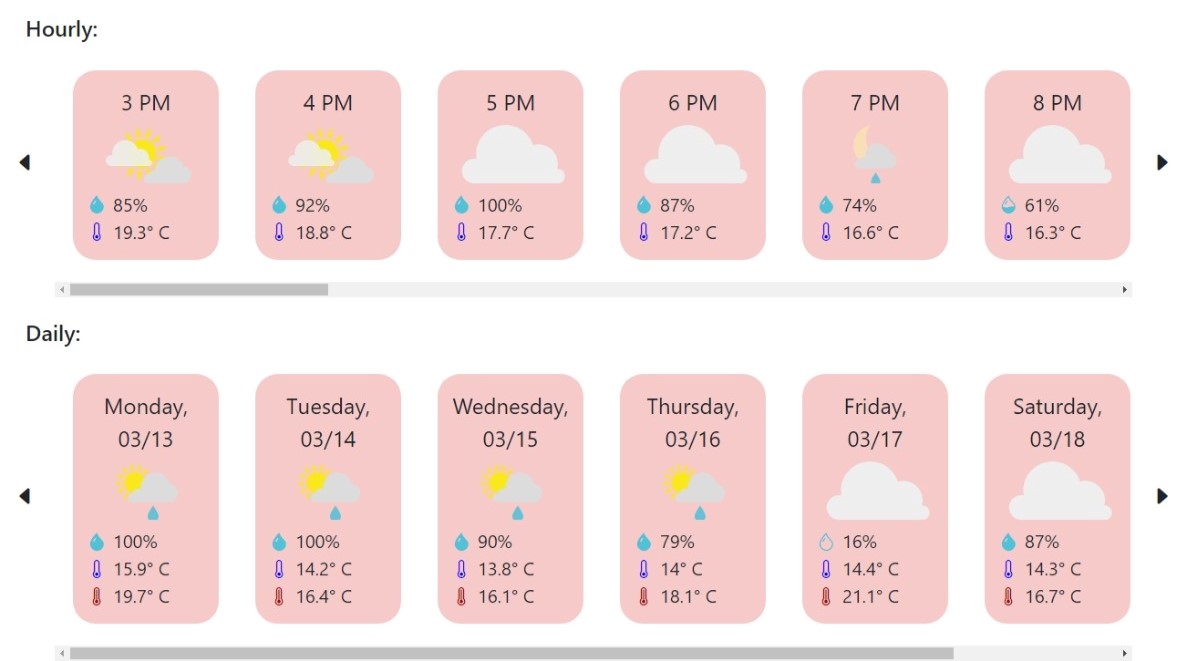 Hourly:
3 PM
85%
19.3° C
4 PM
92%
18.8° C
5 PM
100%
17.7° C
6 PM
87%
17.2° C
7 PM
74%
16.6° C
8 PM
61%
16.3° C
Daily:
Monday,
03/13
100%
15.9° C
19.7° C
Tuesday,
03/14
100%
14.2° C
16.4° C
Wednesday,
03/15
90%
13.8° C
16.1° C
Thursday,
03/16
79%
14° C
18.1° C
Friday,
03/17
16%
14.4° C
21.1° C
Saturday,
03/18
87%
14.3° C
16.7° C